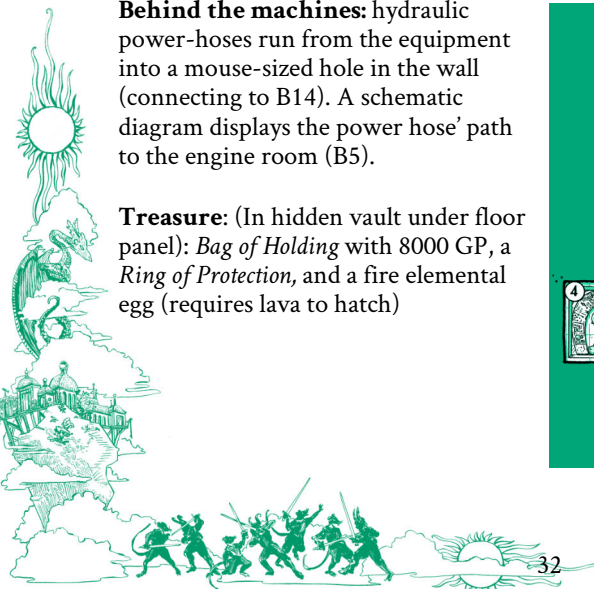 Behind the machines: hydraulic
power-hoses run from the equipment
into a mouse-sized hole in the wall
(connecting to B14). A schematic
diagram displays the power hose’ path
to the engine room (B5).
Treasure: (In hidden vault under floor
panel): Bag of Holding with 8000 GP, a
Ring of Protection, and a fire elemental
egg (requires lava to hatch)
4
32